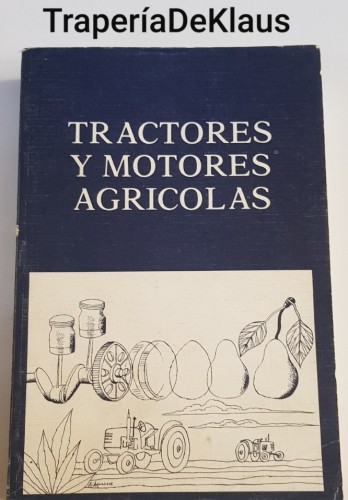 TraperíaDeKlaus
TRACTORES
Y MOTORES
AGRICOLAS